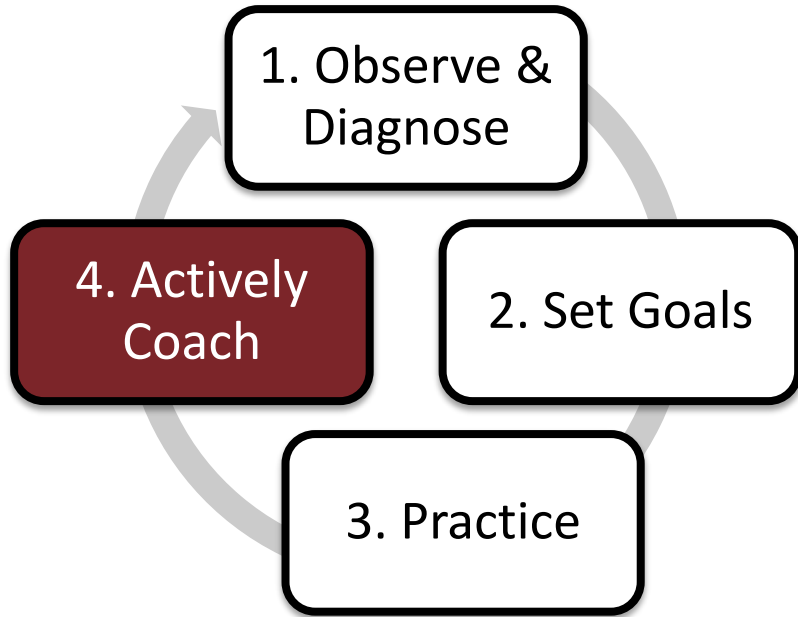 1. Observe &
Diagnose
2. Set Goals
3. Practice
4. Actively
Coach